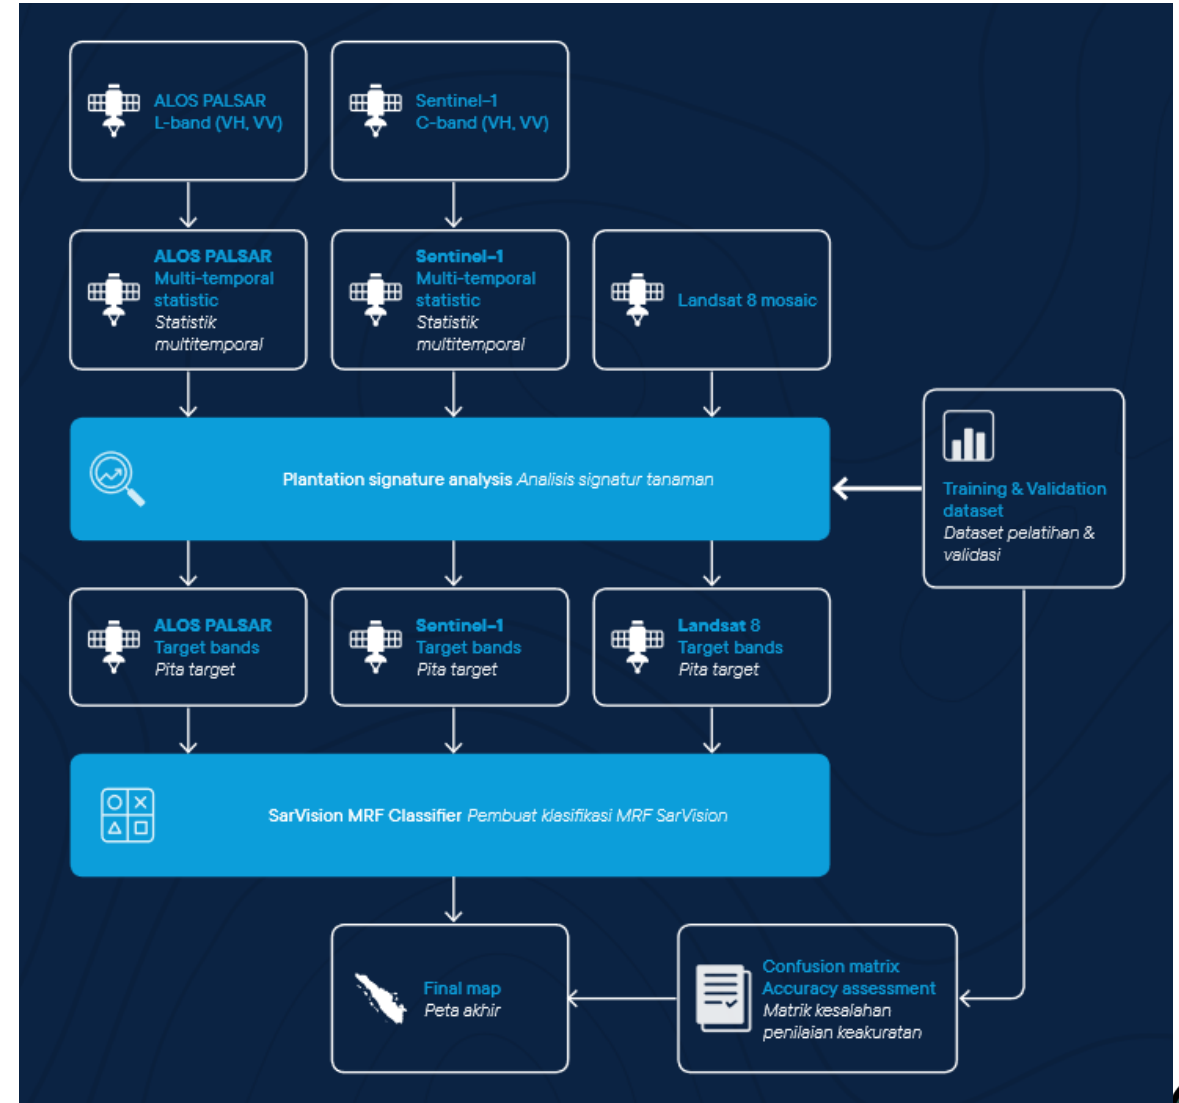 ALOS PALSAR
L-band (VH, VV)
Sentinel-1
C-band (VH, VV)
ALOS PALSAR
Multi-temporal
statistic
Statistik
multitemporal
Sentinel-1
Multi-temporal
statistic
Statistik
multitemporal
Landsat 8 mosaic
Plantation signature analysis Analisis signatur tanaman
Training & Validation
dataset
Dataset pelatihan &
validasi
ALOS PALSAR
Target bands
Pita target
Sentinel-1
Target bands
Pita target
Landsat 8
Target bands
Pita target
SarVision MRF Classifier Pembuat klasifikasi MRF SarVision
Final map
Peta akhir
Confusion matrix
Accuracy assessment
Matrik kesalahan
penilaian keakuratan